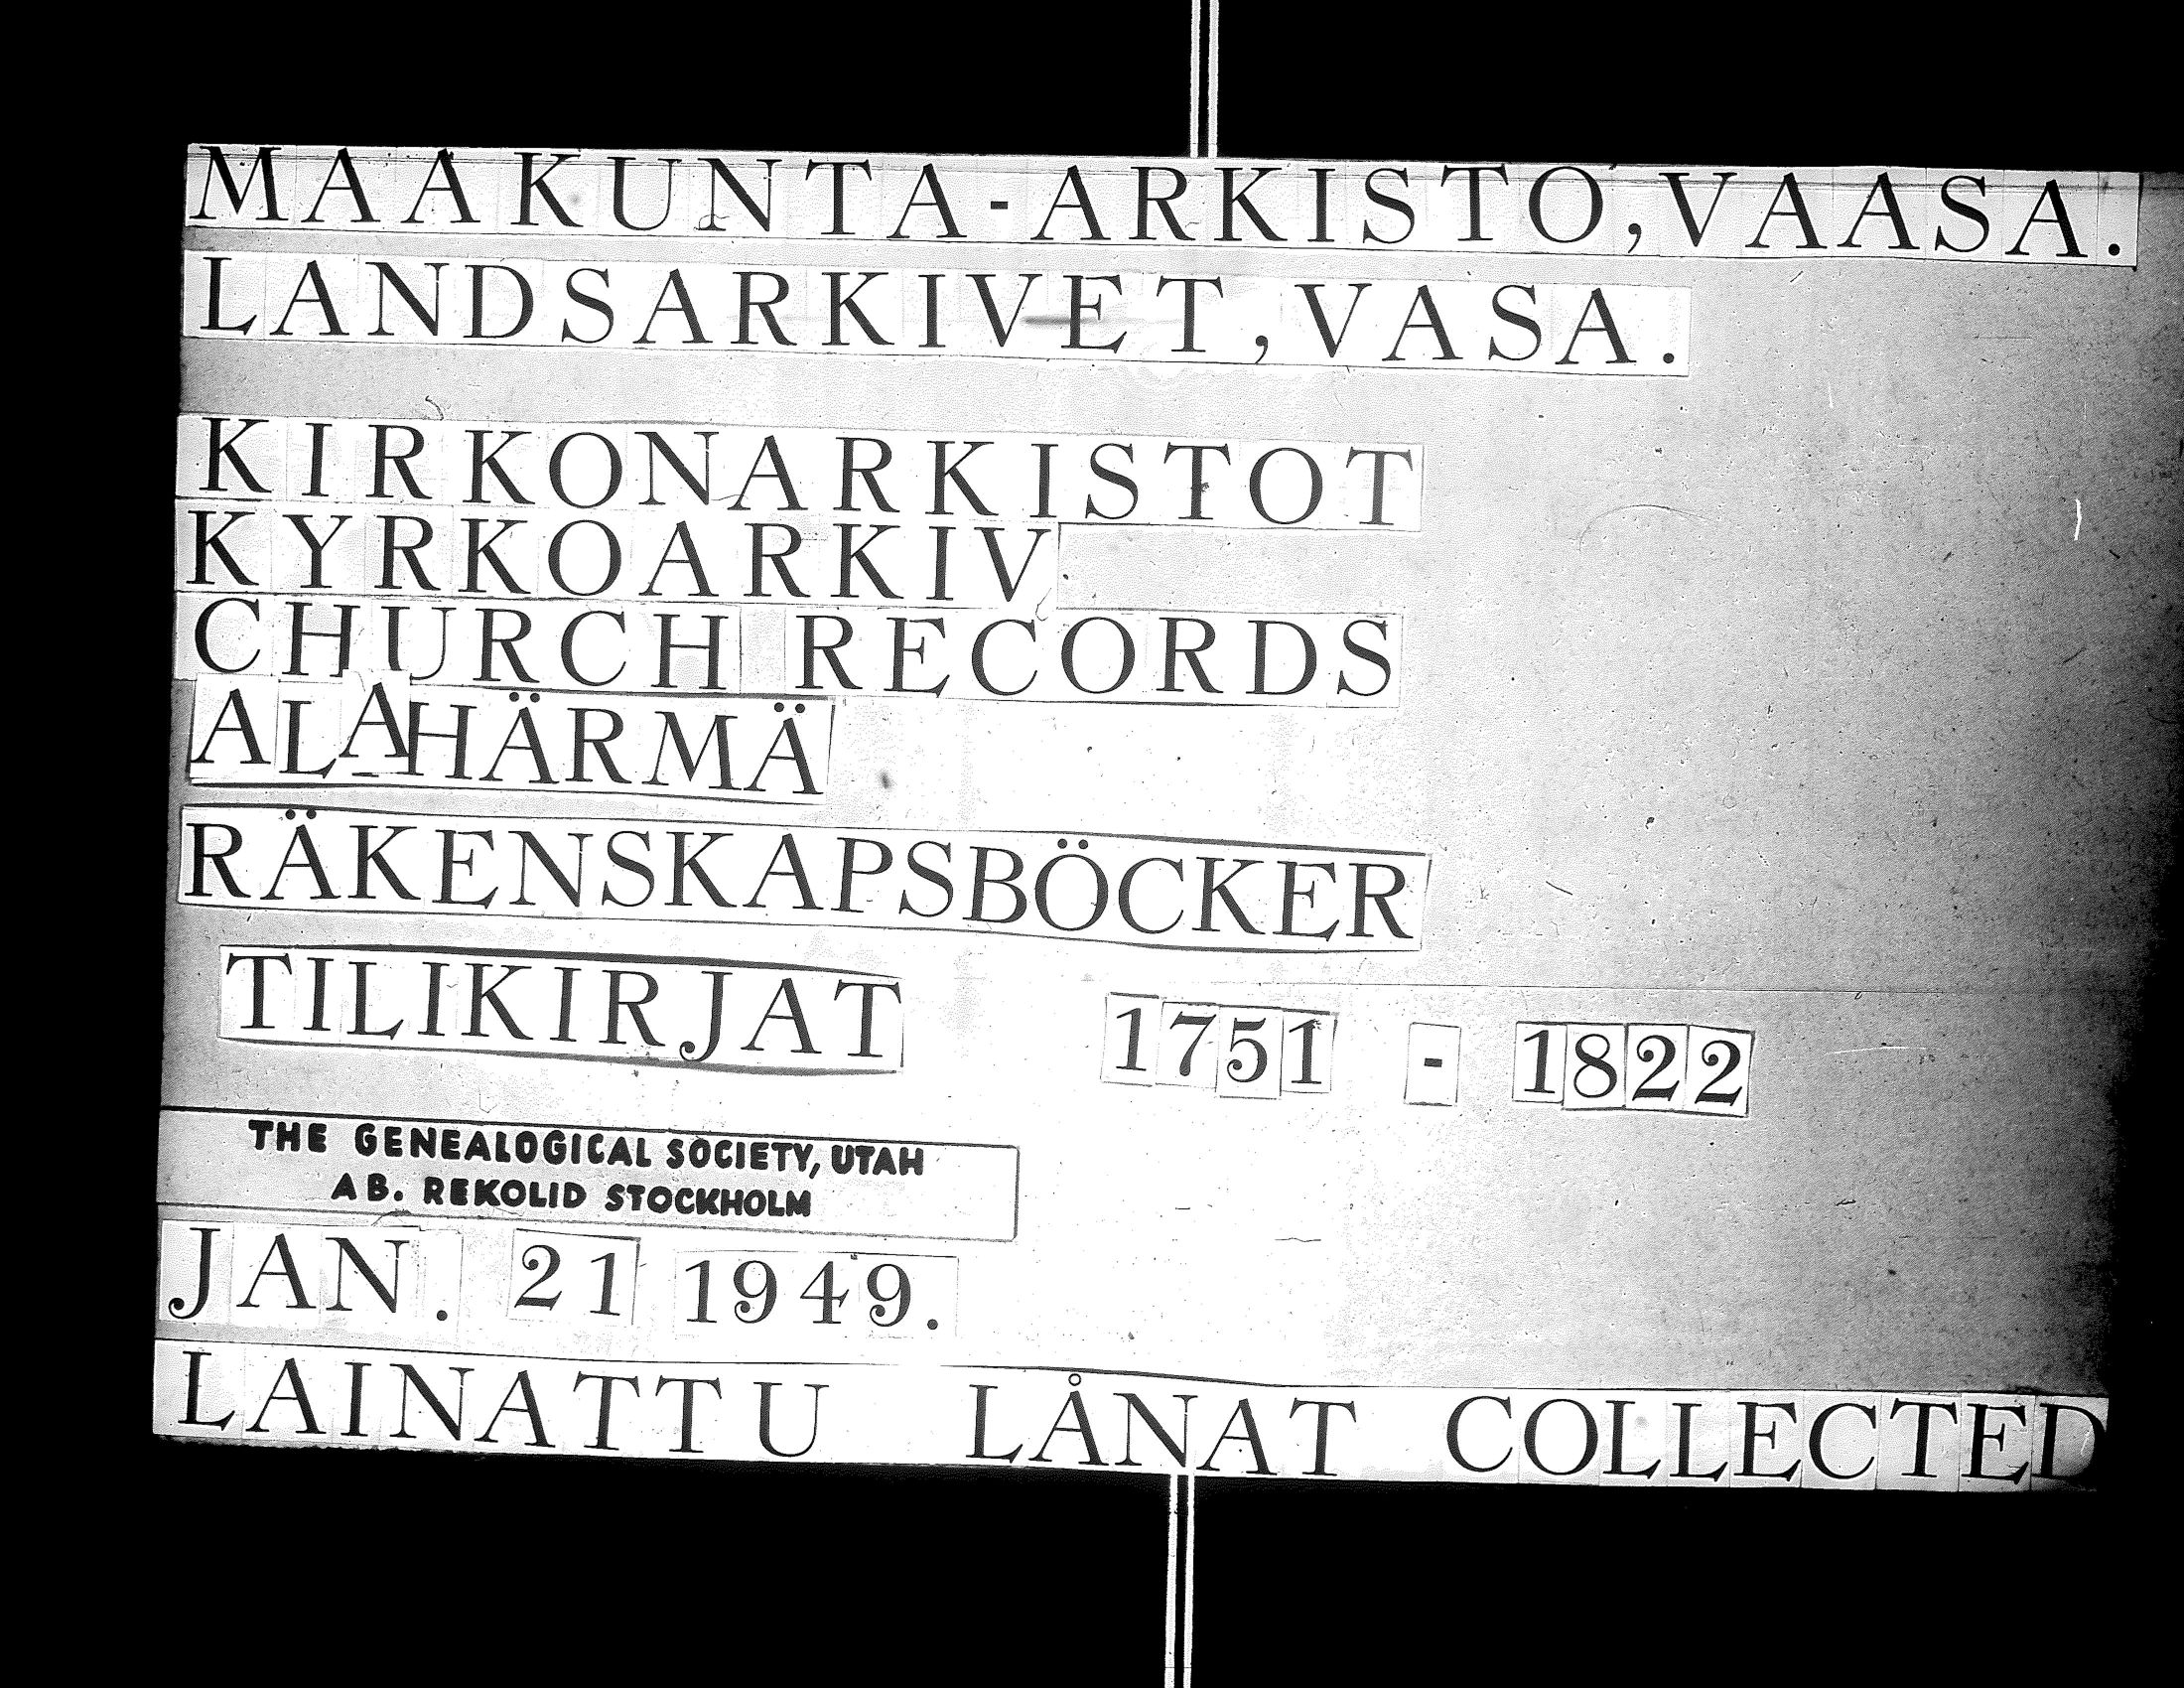 MAAKUNTA-ARKISTO, VAASA.
LANDSARKIVET, VASA.
KIRKONARKISTOT
KYRKOARKIV
CHURCH RECORDS
ALAHÄRMÄ
RÄKENSKAPSBÖCKER
TILIKIRJAT 1751 - 1822
THE GENEALOGICAL SOCIETY, UTAH
AB. REKOLID STOCKHOLM
JAN. 21 1949.
LAINATTU LÅNAT COLLECTED